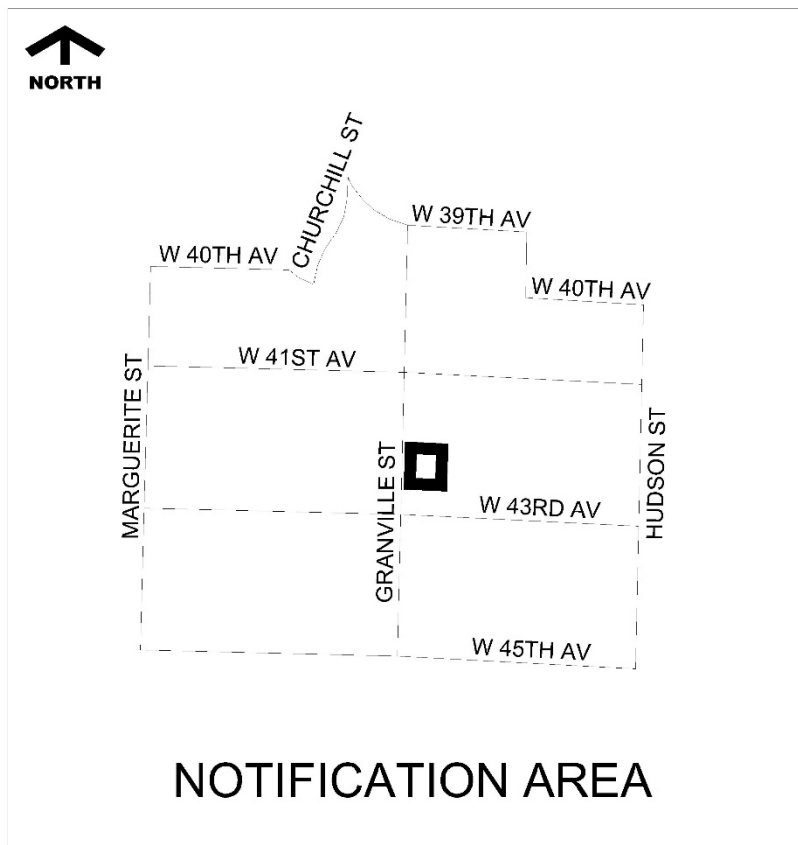 NORTH
CHURCHILL ST
W 39TH AV
W 40TH AV
W 40TH AV
W 41ST AV
MARGUERITE ST
GRANVILLE ST
HUDSON ST
W 43RD AV
W 45TH AV
NOTIFICATION AREA